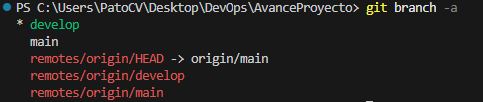 PS C:\Users\PatoCV\Desktop\DevOps\AvanceProyecto> git branch -a
* develop
  main
  remotes/origin/HEAD -> origin/main
  remotes/origin/develop
  remotes/origin/main